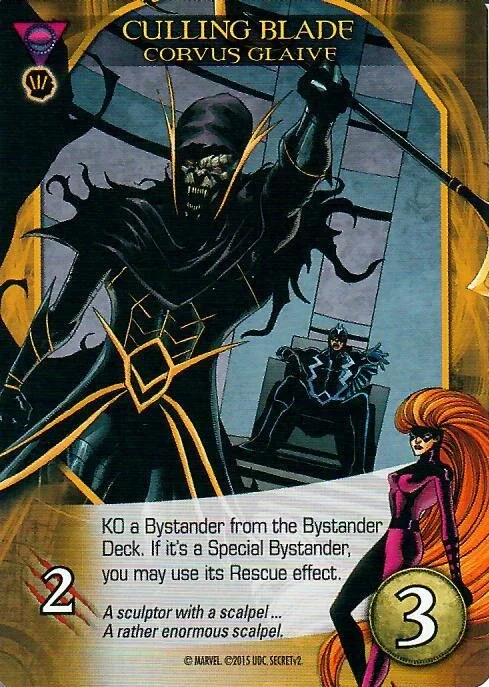 CULLING BLADE
CORVUS GLAIVE
KO a Bystander from the Bystander
Deck. If it's a Special Bystander,
you may use its Rescue effect.
2
A sculptor with a scalpel ...
A rather enormous scalpel.
3
© MARVEL. ©2015 UDC. SECRETv2